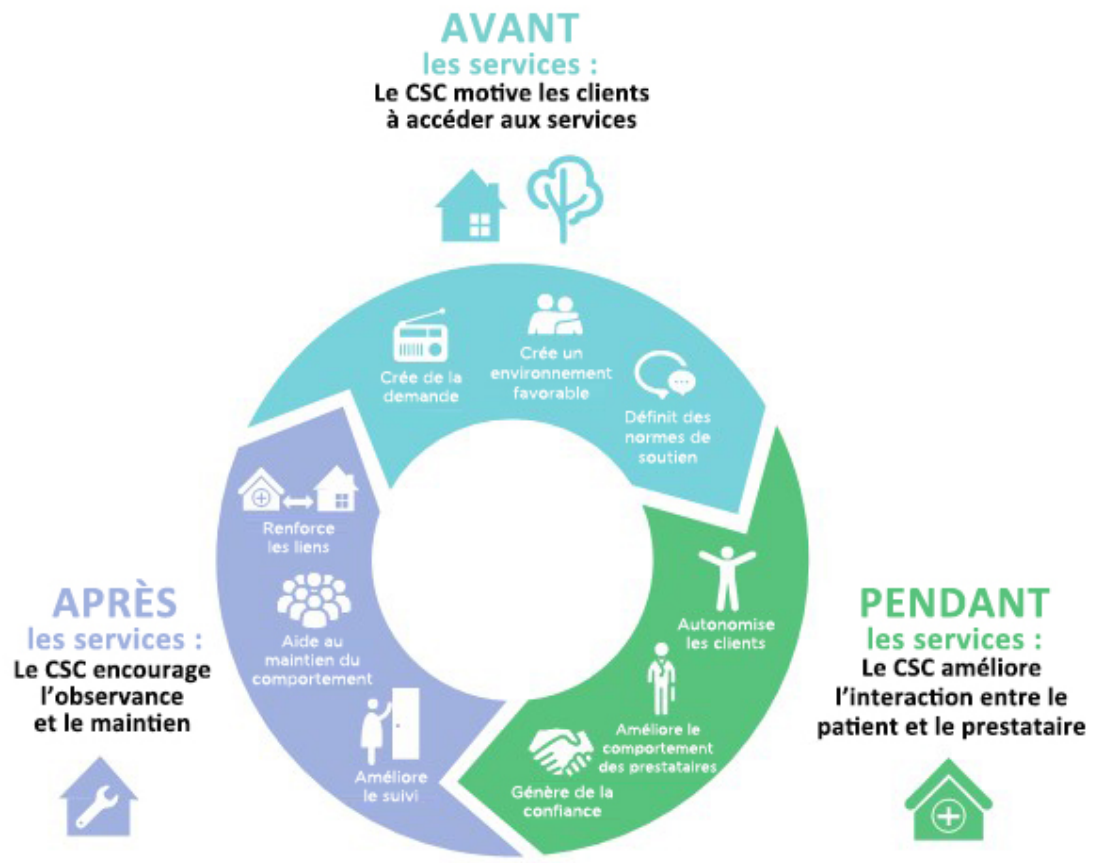 AVANT
les services :
Le CSC motive les clients
à accéder aux services
Crée de la
demande
Crée un
environnement
favorable
Définit des
normes de
soutien
PENDANT
les services :
Le CSC améliore
l'interaction entre le
patient et le prestataire
Autonomise
les clients
Améliore le
comportement
des prestataires
Génère de la
confiance
APRÈS
les services :
Le CSC encourage
l'observance
et le maintien
Améliore
le suivi
Aide au
maintien du
comportement
Renforce
les liens